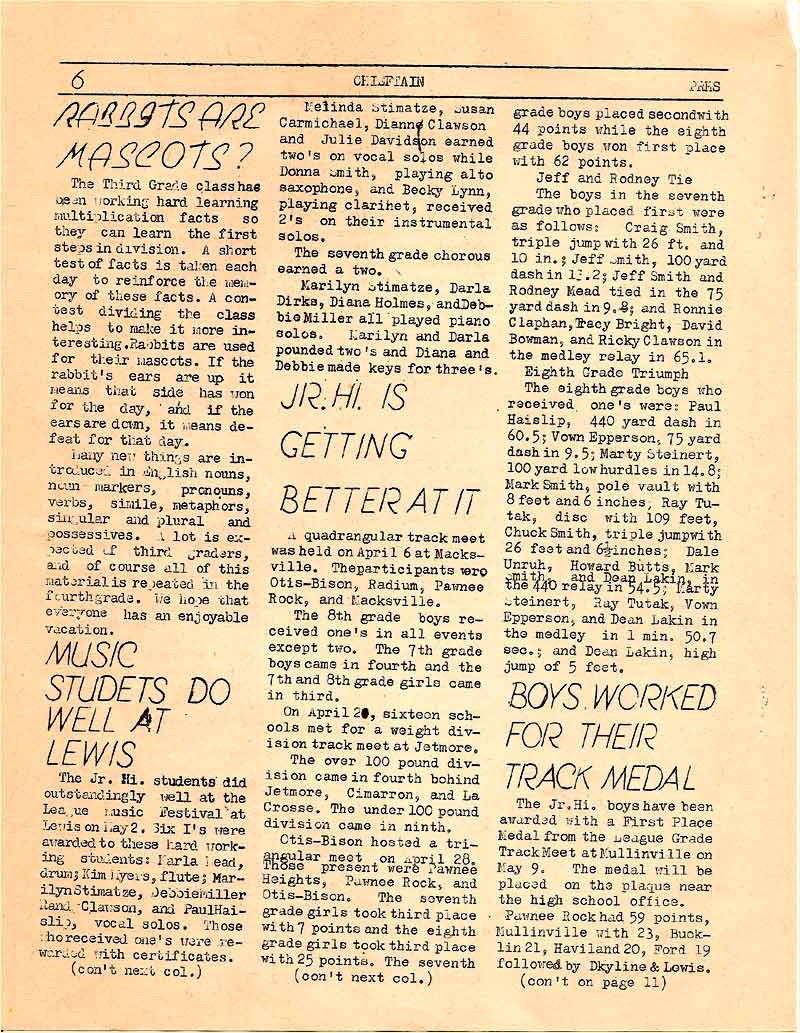 6
CHIEFTAIN
PRHS
RABBITS ARE
MASCOTS?
The Third Grade class has
been working hard learning
multiplication facts so
they can learn the first
steps in division. A short
test of facts is taken each
day to reinforce the mem-
ory of these facts. A con-
test dividing the class
helps to make it more in-
teresting. Rabbits are used
for their mascots. If the
rabbit's ears are up it
means that side has won
for the day, and if the
ears are down, it means de-
feat for that day.
Many new things are in-
troduced in English nouns,
noun markers, pronouns,
verbs, simile, metaphors,
singular and plural and
possessives. A lot is ex-
pected of third graders,
and of course all of this
material is repeated in the
fourth grade. We hope that
everyone has an enjoyable
vacation.
MUSIC
STUDETS DO
WELL AT
LEWIS
The Jr. Hi. students did
outstandingly well at the
League Music Festival at
Lewis on May 2. Six I's were
awarded to these hard work-
ing students: Marla Mead,
drum; Kim Myers, flute; Mar-
ilyn Stimatze, Debbie Miller
Rand Clawson, and Paul Hai-
slip, vocal solos. Those
who received one's were re-
warded with certificates.
(con't next col.)
Melinda Stimatze, Susan
Carmichael, Dianne Clawson
and Julie Davidson earned
two's on vocal solos while
Donna Smith, playing alto
saxophone, and Becky Lynn,
playing clarinet, received
2's on their instrumental
solos.
The seventh grade chorous
earned a two.
Marilyn Stimatze, Darla
Dirks, Diana Holmes, and Deb-
bie Miller all played piano
solos. Marilyn and Darla
pounded two's and Diana and
Debbie made keys for three's.
JR. HI. IS
GETTING
BETTER AT IT
A quadrangular track meet
was held on April 6 at Macks-
ville. The participants were
Otis-Bison, Radium, Pawnee
Rock, and Macksville.
The 8th grade boys re-
ceived one's in all events
except two. The 7th grade
boys came in fourth and the
7th and 8th grade girls came
in third.
On April 20, sixteen sch-
ools met for a weight div-
ision track meet at Jetmore.
The over 100 pound div-
ision came in fourth behind
Jetmore, Cimarron, and La
Crosse. The under 100 pound
division came in ninth.
Otis-Bison hosted a tri-
angular meet on April 28.
Those present were Pawnee
Heights, Pawnee Rock, and
Otis-Bison. The seventh
grade girls took third place
with 7 points and the eighth
grade girls took third place
with 25 points. The seventh
(con't next col.)
grade boys placed second with
44 points while the eighth
grade boys won first place
with 62 points.
Jeff and Rodney Tie
The boys in the seventh
grade who placed first were
as follows: Craig Smith,
triple jump with 26 ft. and
10 in.; Jeff Smith, 100 yard
dash in .2; Jeff Smith and
Rodney Mead tied in the 75
yard dash in 9.8; and Ronnie
Claphan, Tracy Bright, David
Bowman, and Ricky Clawson in
the medley relay in 65.1.
Eighth Grade Triumph
The eighth grade boys who
received one's were: Paul
Haislip, 440 yard dash in
60.5; Vown Epperson, 75 yard
dash in 9.5; Marty Steinert,
100 yard low hurdles in 14.8;
Mark Smith, pole vault with
8 feet and 6 inches; Ray Tu-
tak, disc with 109 feet,
Chuck Smith, triple jump with
26 feet and 6½ inches; Dale
Unruh, Howard Butts, Mark
Smith, and Dean Lakin, in
the 440 relay in 54.5; Marty
Steinert, Ray Tutak, Vown
Epperson, and Dean Lakin in
the medley in 1 min. 50.7
sec.; and Dean Lakin, high
jump of 5 feet.
BOYS WORKED
FOR THEIR
TRACK MEDAL
The Jr. Hi. boys have been
awarded with a First Place
Medal from the League Grade
Track Meet at Mullinville on
May 9. The medal will be
placed on the plaque near
the high school office.
Pawnee Rock had 59 points,
Mullinville with 23, Buck-
lin 21, Haviland 20, Ford 19
followed by Dkyline & Lewis.
(con't on page 11)